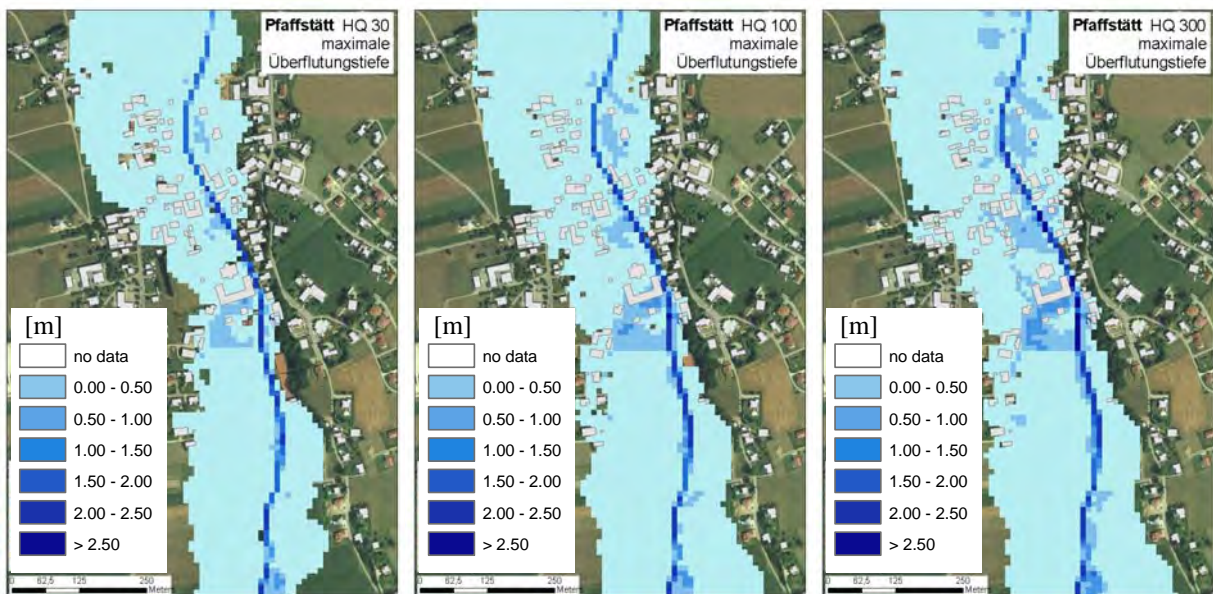 Pfaffstätt HQ 30
maximale
Überflutungstiefe
[m]
no data
0.00 - 0.50
0.50 - 1.00
1.00 - 1.50
1.50 - 2.00
2.00 - 2.50
> 2.50
0 62,5 125 250
Meters
Pfaffstätt HQ 100
maximale
Überflutungstiefe
[m]
no data
0.00 - 0.50
0.50 - 1.00
1.00 - 1.50
1.50 - 2.00
2.00 - 2.50
> 2.50
0 62,5 125 250
Meters
Pfaffstätt HQ 300
maximale
Überflutungstiefe
[m]
no data
0.00 - 0.50
0.50 - 1.00
1.00 - 1.50
1.50 - 2.00
2.00 - 2.50
> 2.50
0 62,5 125 250
Meters